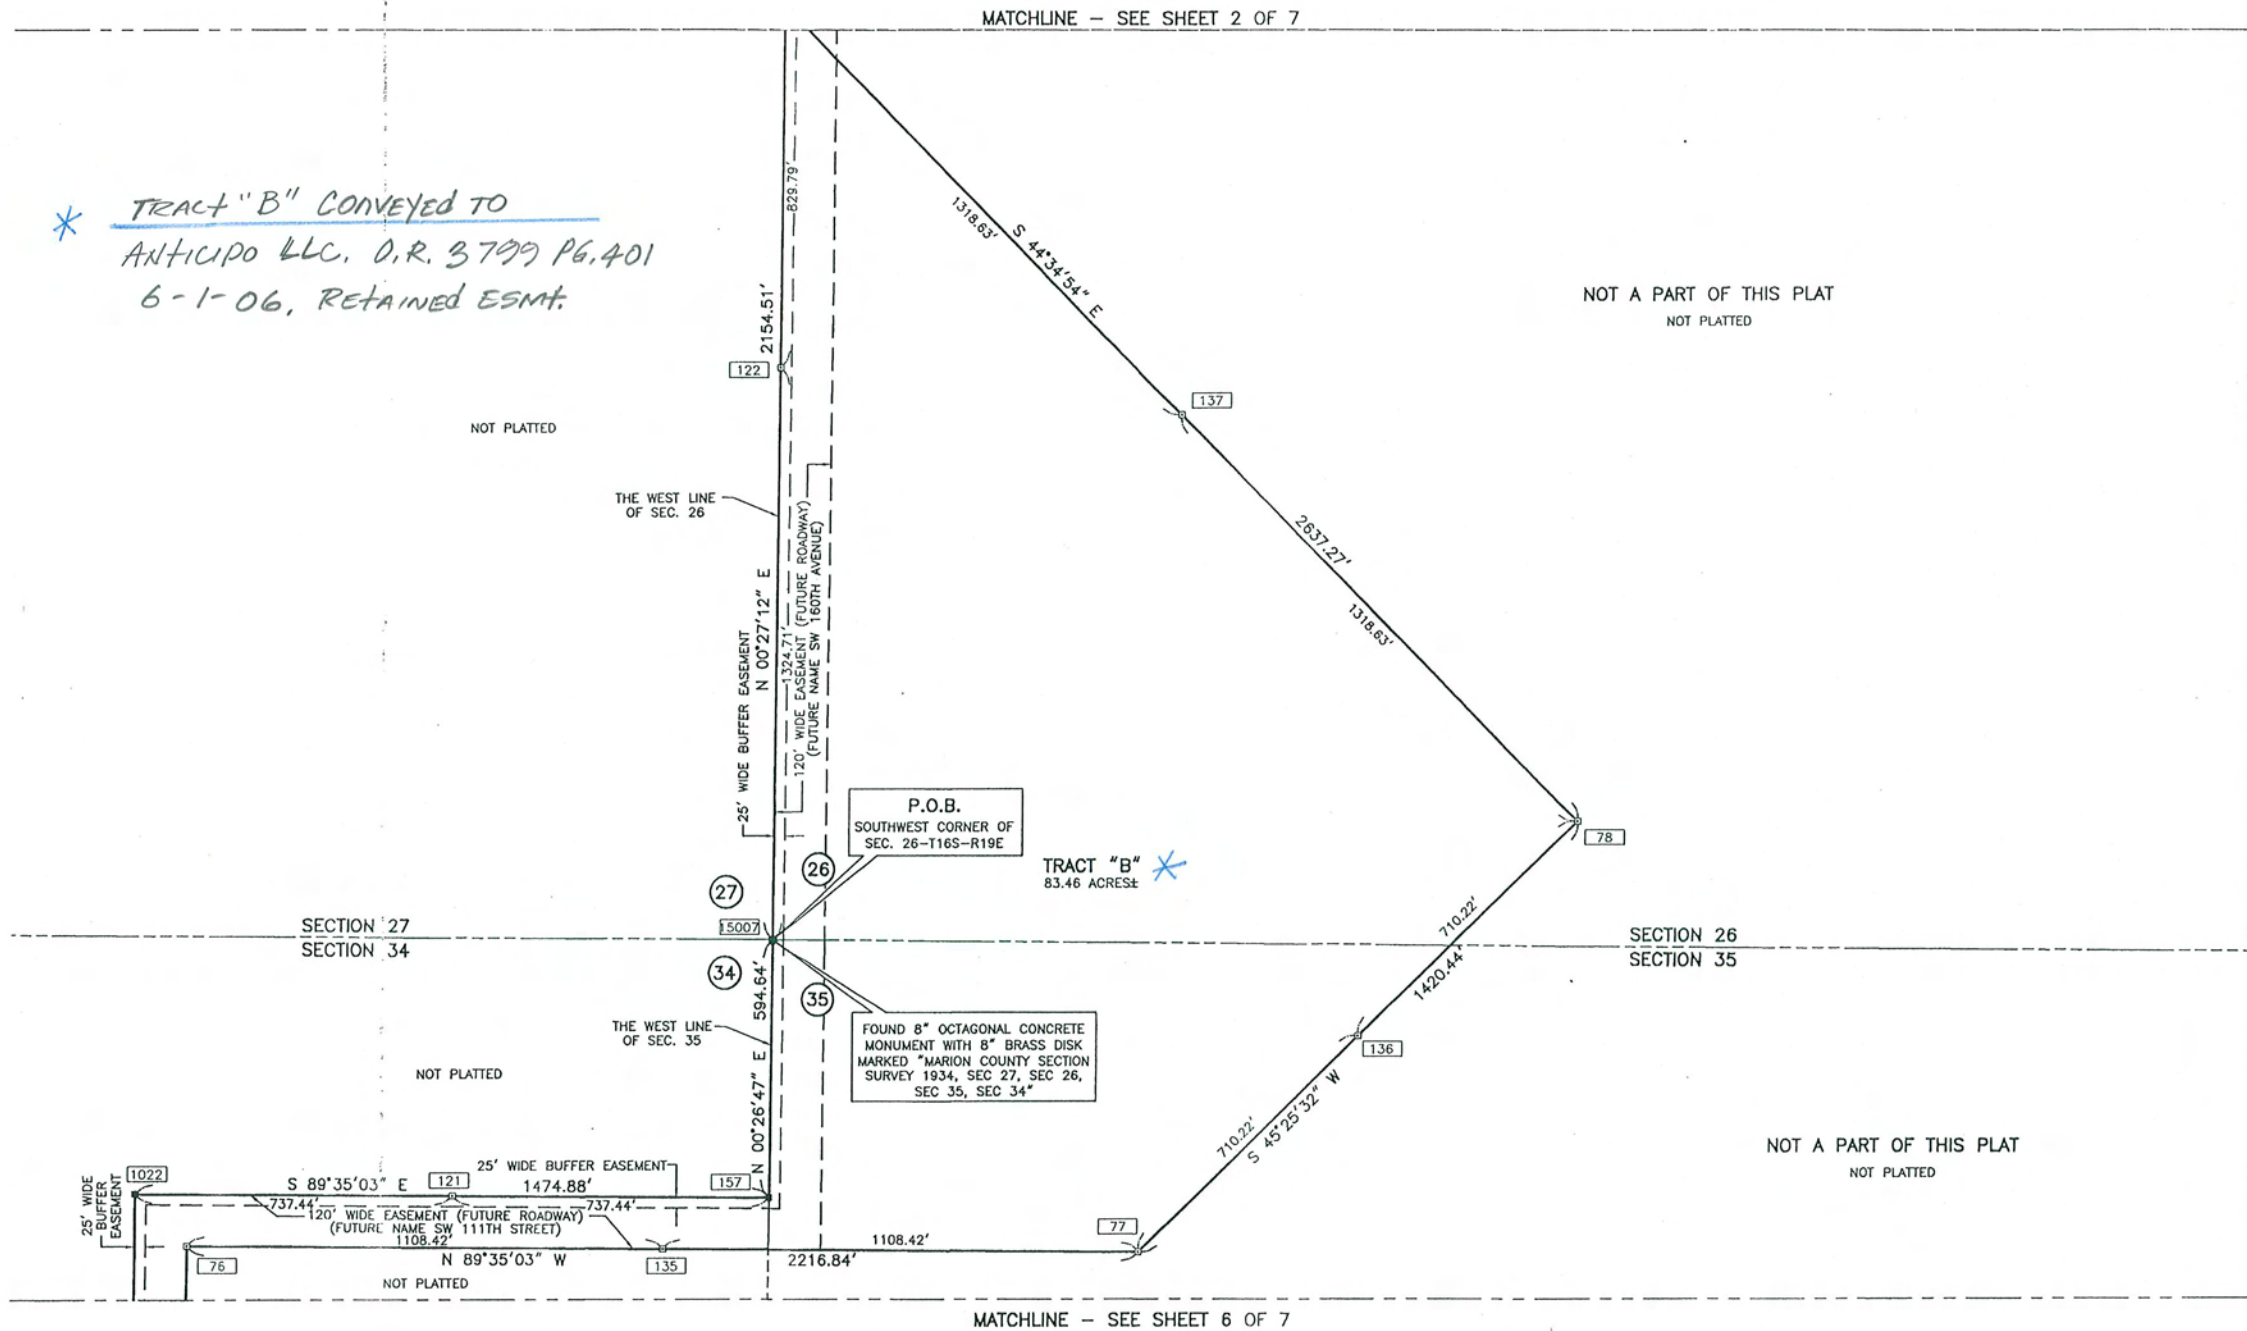 MATCHLINE – SEE SHEET 2 OF 7
* TRACT "B" CONVEYED TO
ANTICIPO LLC. O.R. 3799 PG. 401
6-1-06, RETAINED ESMT.
829.79'
2154.51'
122
1318.63'
S 44°34'54" E
137
NOT A PART OF THIS PLAT
NOT PLATTED
NOT PLATTED
THE WEST LINE
OF SEC. 26
2637.27'
1318.63'
25' WIDE BUFFER EASEMENT
N 00°27'12" E
1324.71'
120' WIDE EASEMENT (FUTURE ROADWAY)
(FUTURE NAME SW 160TH AVENUE)
P.O.B.
SOUTHWEST CORNER OF
SEC. 26-T16S-R19E
78
26
27
TRACT "B" *
83.46 ACRES±
15007
SECTION 27
SECTION 34
710.22'
1420.44'
SECTION 26
SECTION 35
34
35
594.64'
N 00°26'47" E
THE WEST LINE
OF SEC. 35
FOUND 8" OCTAGONAL CONCRETE
MONUMENT WITH 8" BRASS DISK
MARKED "MARION COUNTY SECTION
SURVEY 1934, SEC 27, SEC 26,
SEC 35, SEC 34"
136
NOT PLATTED
710.22'
S 45°25'32" W
NOT A PART OF THIS PLAT
NOT PLATTED
25' WIDE
BUFFER
EASEMENT
1022
S 89°35'03" E
121
25' WIDE BUFFER EASEMENT
1474.88'
157
737.44'
737.44'
120' WIDE EASEMENT (FUTURE ROADWAY)
(FUTURE NAME SW 111TH STREET)
1108.42'
1108.42'
77
76
N 89°35'03" W
135
2216.84'
NOT PLATTED
MATCHLINE – SEE SHEET 6 OF 7